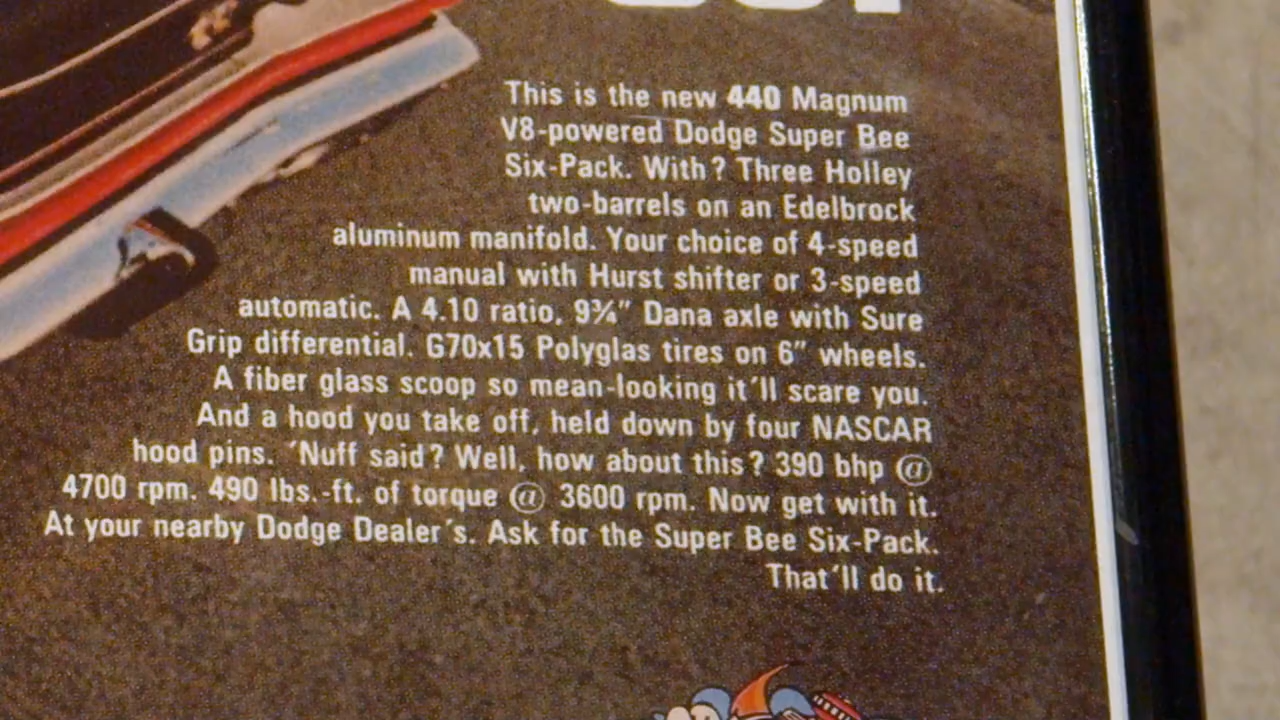 This is the new 440 Magnum
V8-powered Dodge Super Bee
Six-Pack. With? Three Holley
two-barrels on an Edelbrock
aluminum manifold. Your choice of 4-speed
manual with Hurst shifter or 3-speed
automatic. A 4.10 ratio. 9¾" Dana axle with Sure
Grip differential. G70x15 Polyglas tires on 6" wheels.
A fiber glass scoop so mean-looking it'll scare you.
And a hood you take off, held down by four NASCAR
hood pins. 'Nuff said? Well, how about this? 390 bhp @
4700 rpm. 490 lbs.-ft. of torque @ 3600 rpm. Now get with it.
At your nearby Dodge Dealer's. Ask for the Super Bee Six-Pack.
That'll do it.